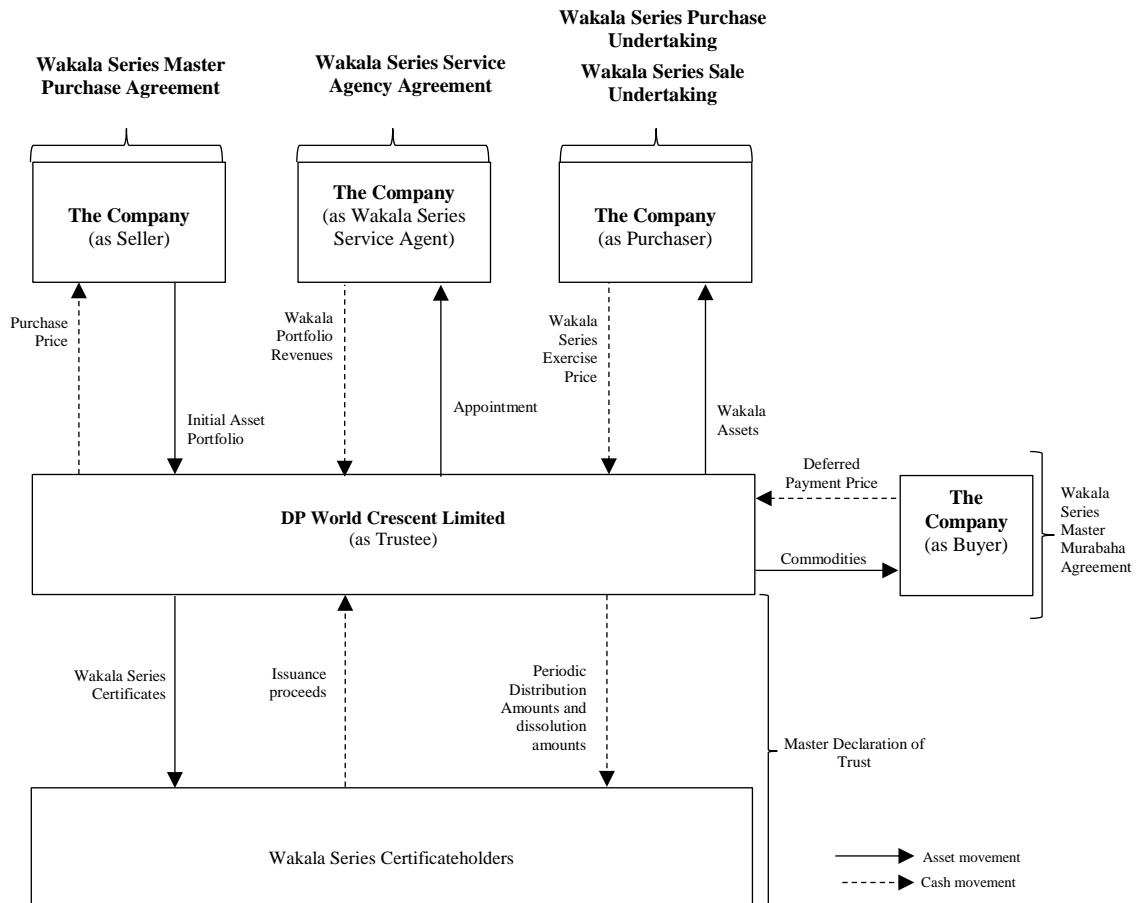 Wakala Series Purchase
Undertaking
Wakala Series Sale
Undertaking
Wakala Series Master
Purchase Agreement
Wakala Series Service
Agency Agreement
The Company
(as Seller)
The Company
(as Wakala Series
Service Agent)
The Company
(as Purchaser)
Purchase
Price
Initial Asset
Portfolio
Wakala
Portfolio
Revenues
Appointment
Wakala
Series
Exercise
Price
Wakala
Assets
DP World Crescent Limited
(as Trustee)
Deferred
Payment Price
Commodities
The
Company
(as Buyer)
Wakala
Series
Master
Murabaha
Agreement
Wakala Series
Certificates
Issuance
proceeds
Periodic
Distribution
Amounts and
dissolution
amounts
Master Declaration of
Trust
Wakala Series Certificateholders
Asset movement
Cash movement